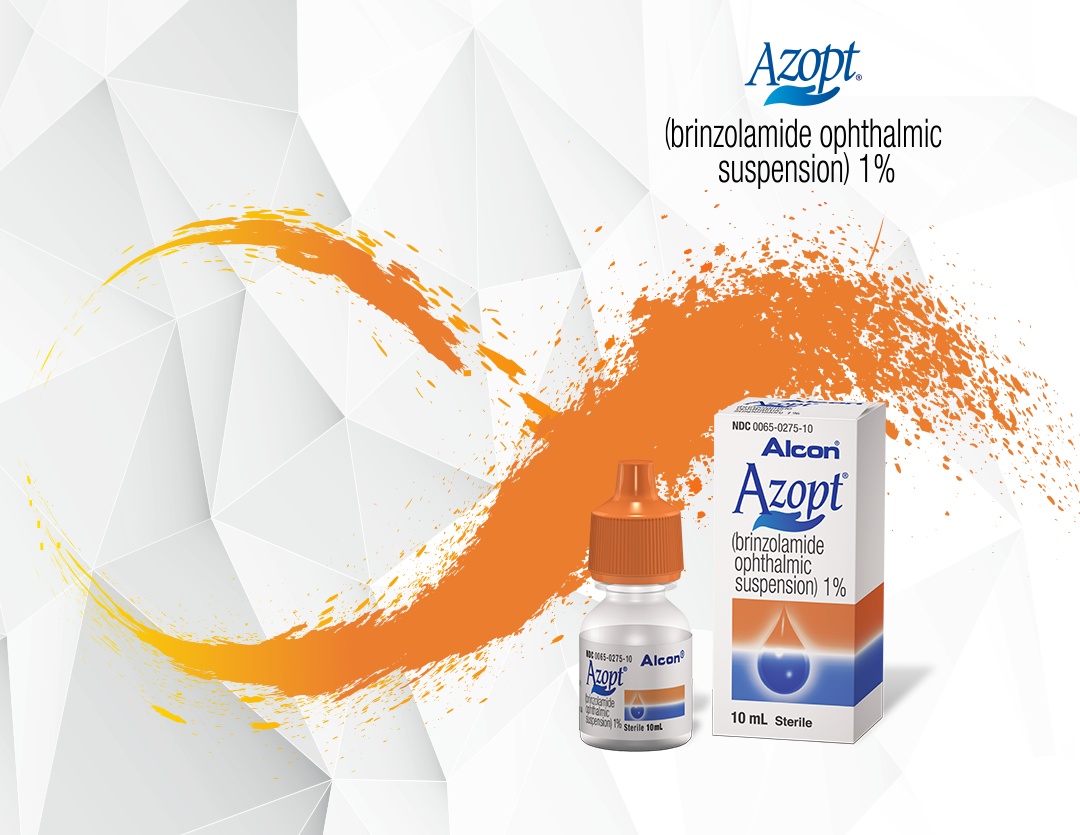 Azopt®
(brinzolamide ophthalmic
suspension) 1%
NDC 0065-0275-10
Alcon®
Azopt®
(brinzolamide
ophthalmic
suspension) 1%
10 mL Sterile
NDC 0065-0275-10 Alcon®
Azopt®
(brinzolamide
ophthalmic
suspension) 1% Sterile 10mL